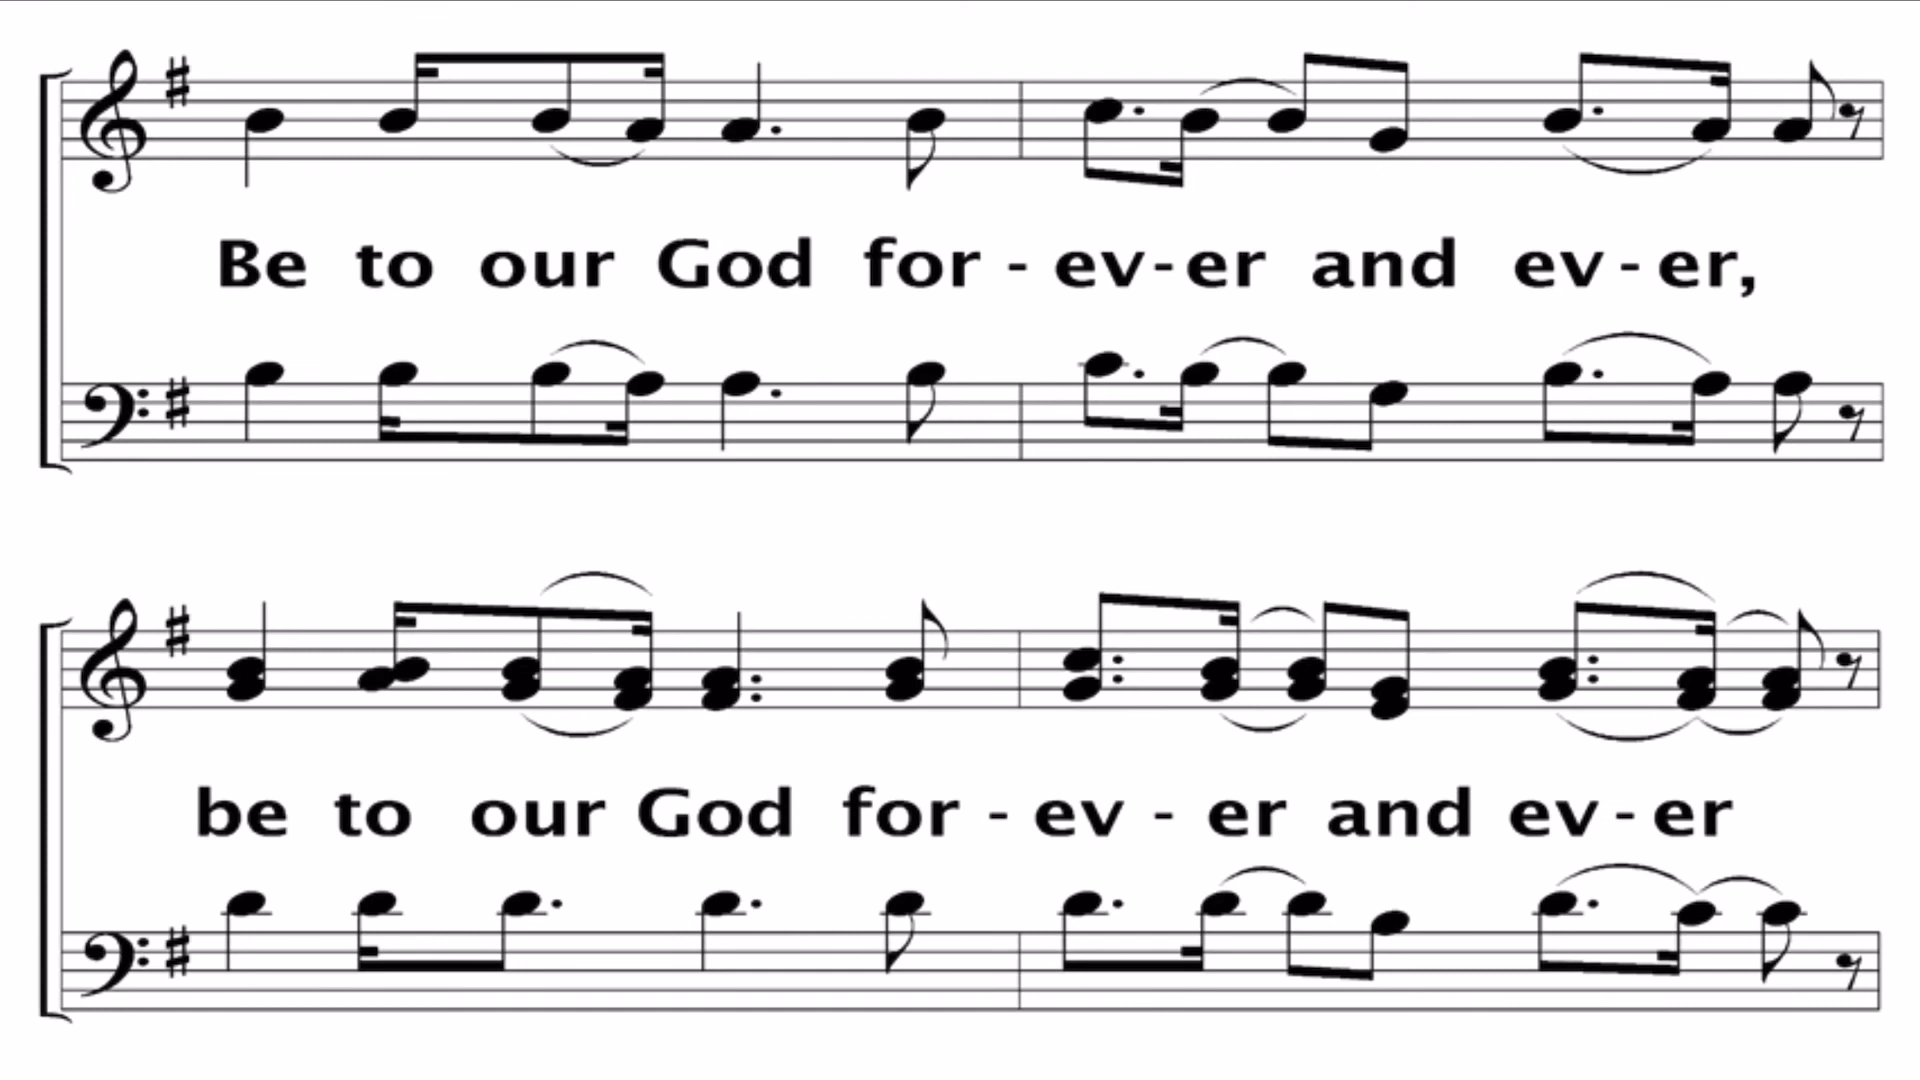 Be to our God for - ev - er and ev - er,
be to our God for - ev - er and ev - er